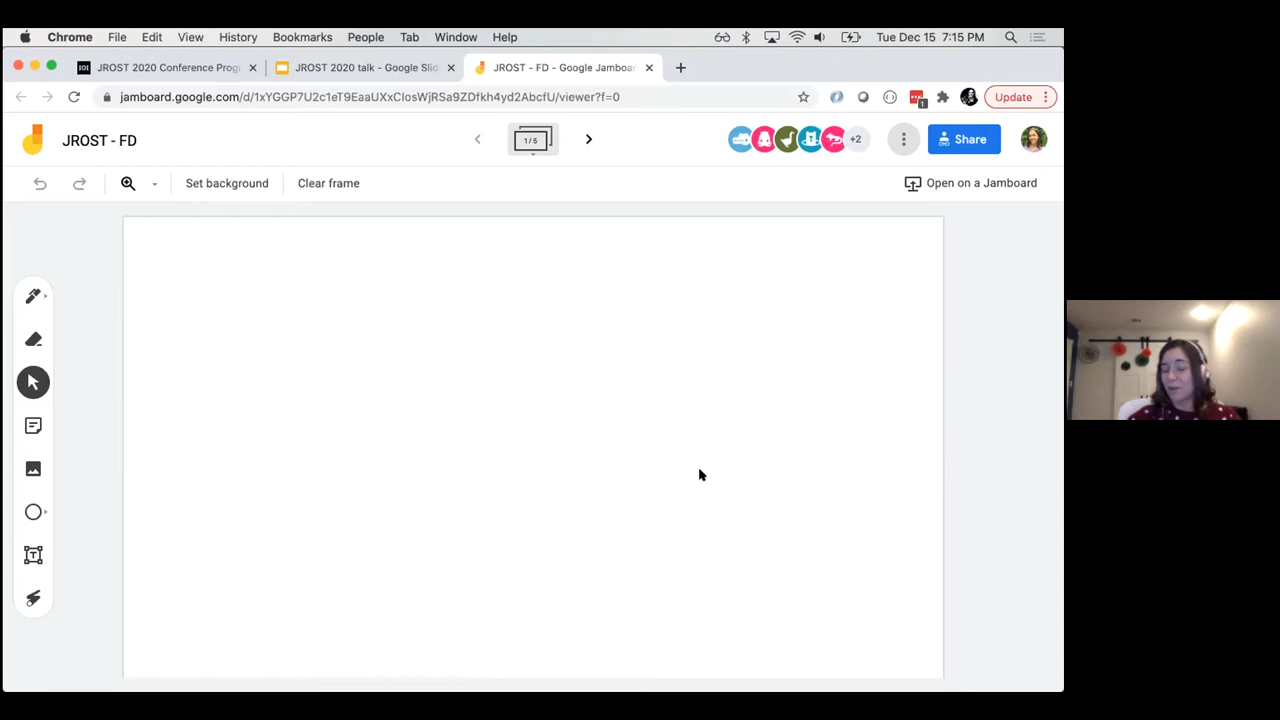 Chrome File Edit View History Bookmarks People Tab Window Help Tue Dec 15 7:15 PM
JROST 2020 Conference Prog JROST 2020 talk - Google Slid JROST - FD - Google Jamboar
jamboard.google.com/d/1xYGGP7U2c1eT9EaaUXxCIosWjRSa9ZDfkh4yd2AbcfU/viewer?f=0 1 Update
JROST - FD 1/5 +2 Share
Set background Clear frame Open on a Jamboard
T